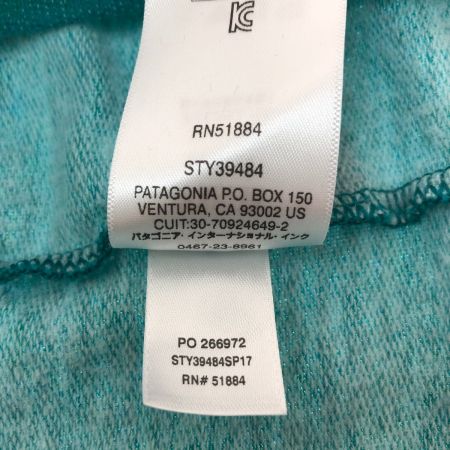 RN51884
STY39484
PATAGONIA P.O. BOX 150
VENTURA, CA 93002 US
CUIT:30-70924649-2
パタゴニア・インターナショナル・インク
0467-23-8961
PO 266972
STY39484SP17
RN# 51884